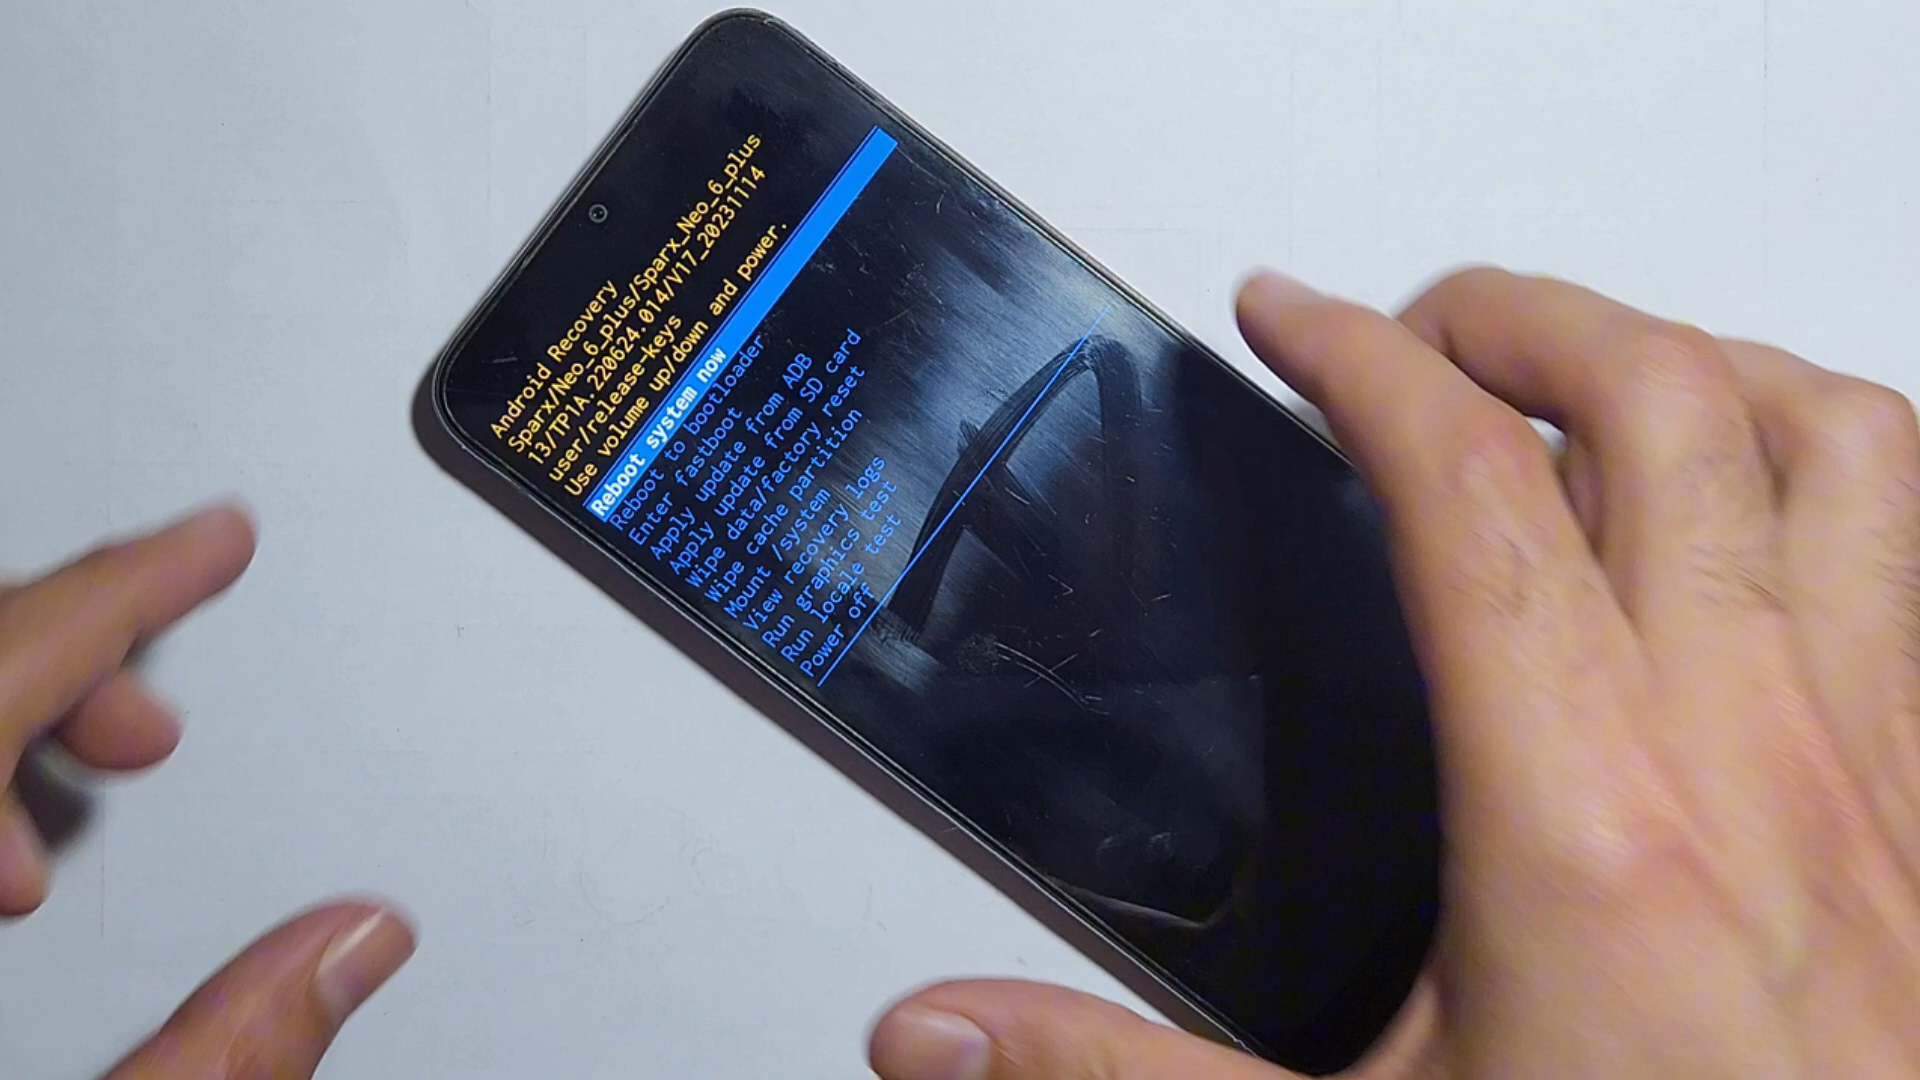 Android Recovery
Sparx/Neo_6_plus/Sparx_Neo_6_plus
13/TP1A.220624.014/V17_20231114
user/release-keys
Use volume up/down and power.
Reboot system now
Reboot to bootloader
Enter fastboot
Apply update from ADB
Apply update from SD card
Wipe data/factory reset
Wipe cache partition
Mount /system
View recovery logs
Run graphics test
Run locale test
Power off